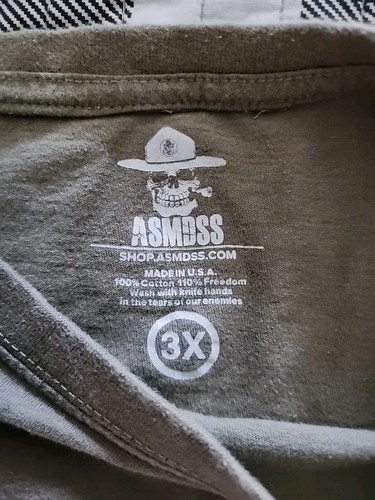 ASMDSS
SHOP.ASMDSS.COM
MADE IN U.S.A.
100% Cotton 110% Freedom
Wash with knife hands
in the tears of our enemies
3X